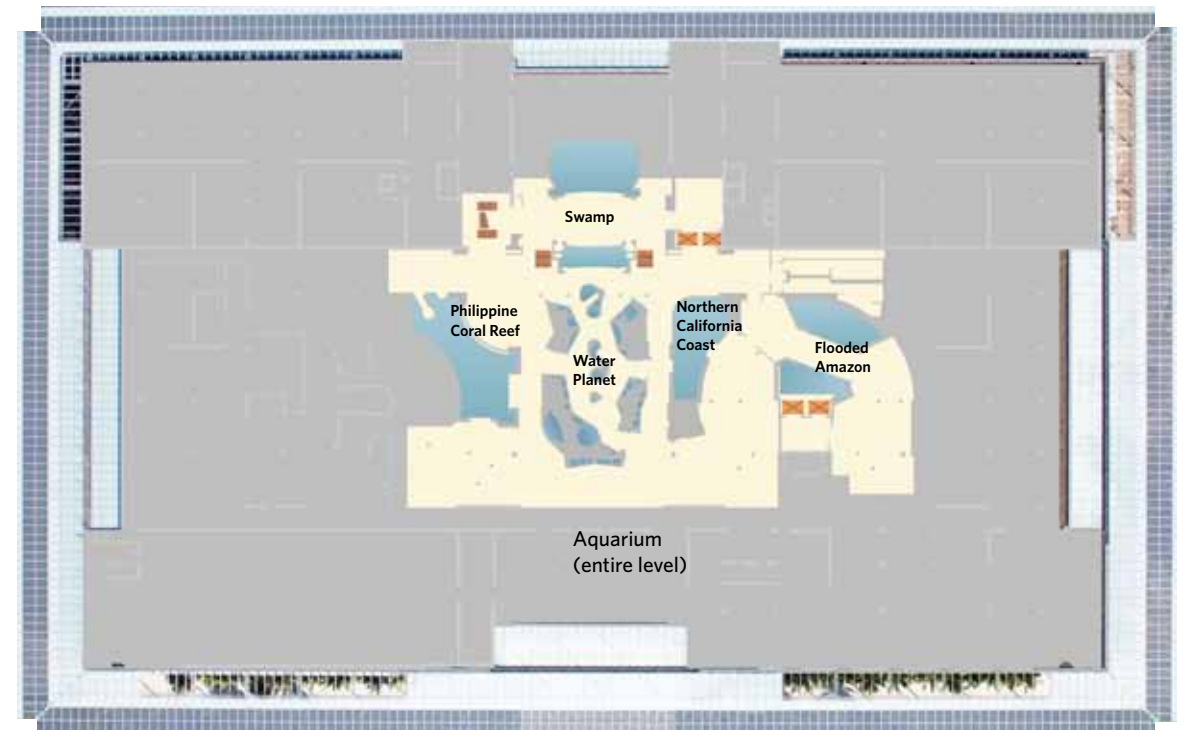 Swamp
Philippine
Coral Reef
Northern
California
Coast
Water
Planet
Flooded
Amazon
Aquarium
(entire level)